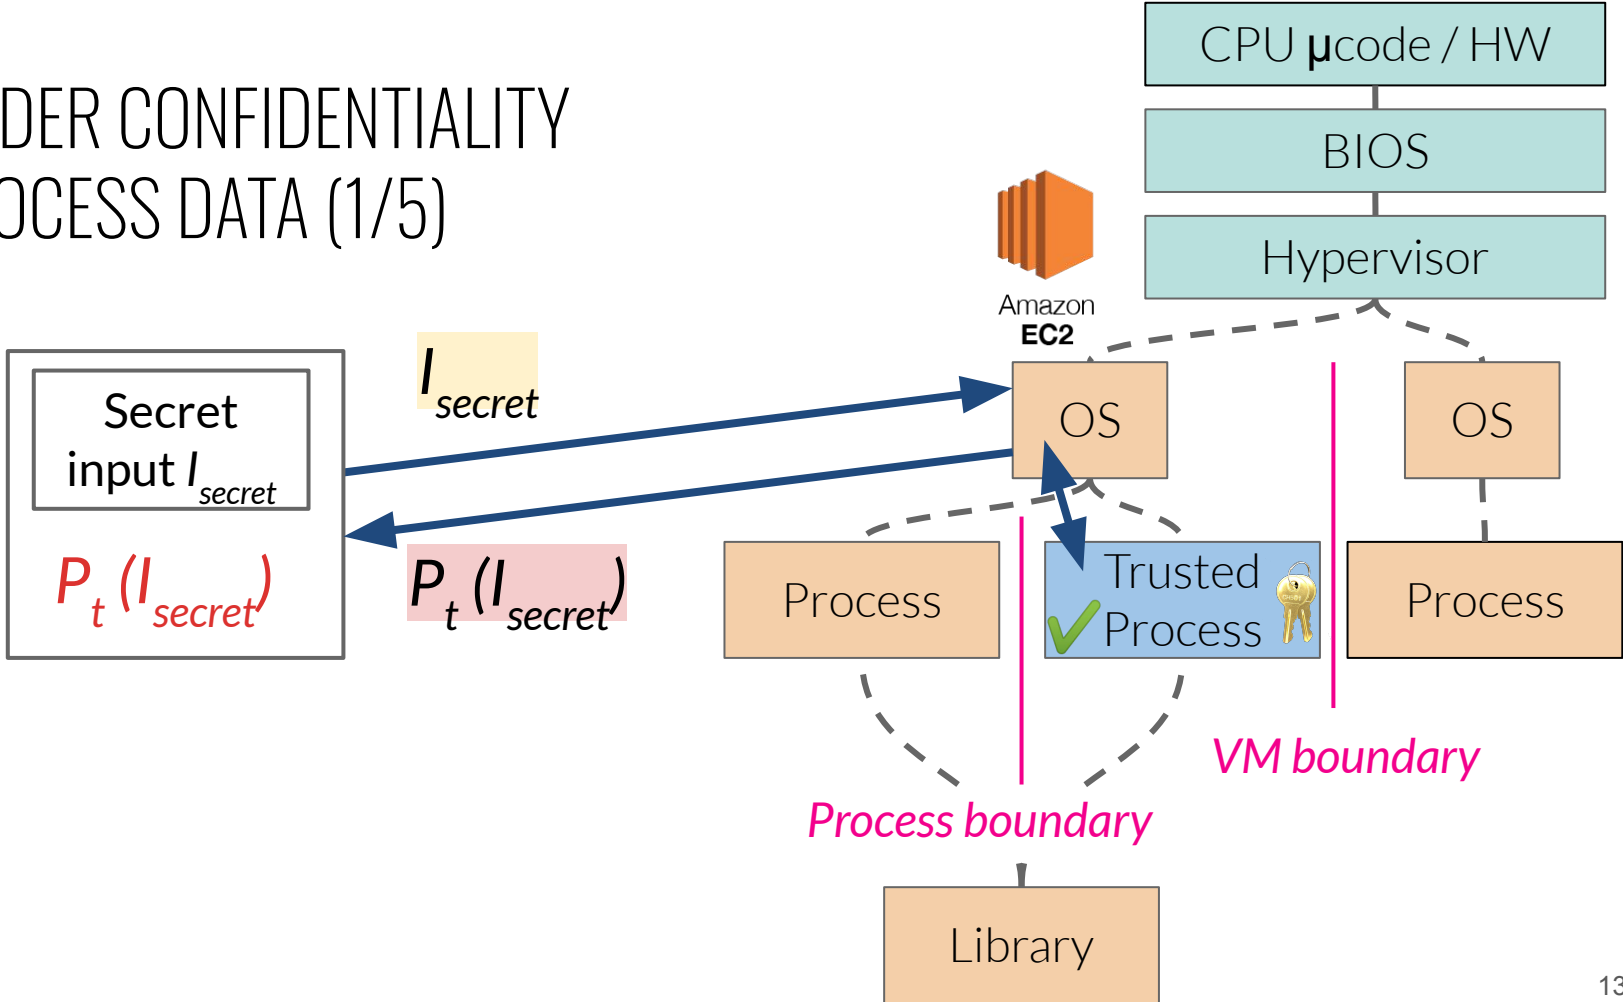 DER CONFIDENTIALITY
OCESS DATA (1/5)
CPU µcode / HW
BIOS
Hypervisor
Amazon
EC2
Secret
input I secret
P t (I secret)
I secret
P t (I secret)
OS
OS
Process
Trusted
Process
Process
VM boundary
Process boundary
Library
13